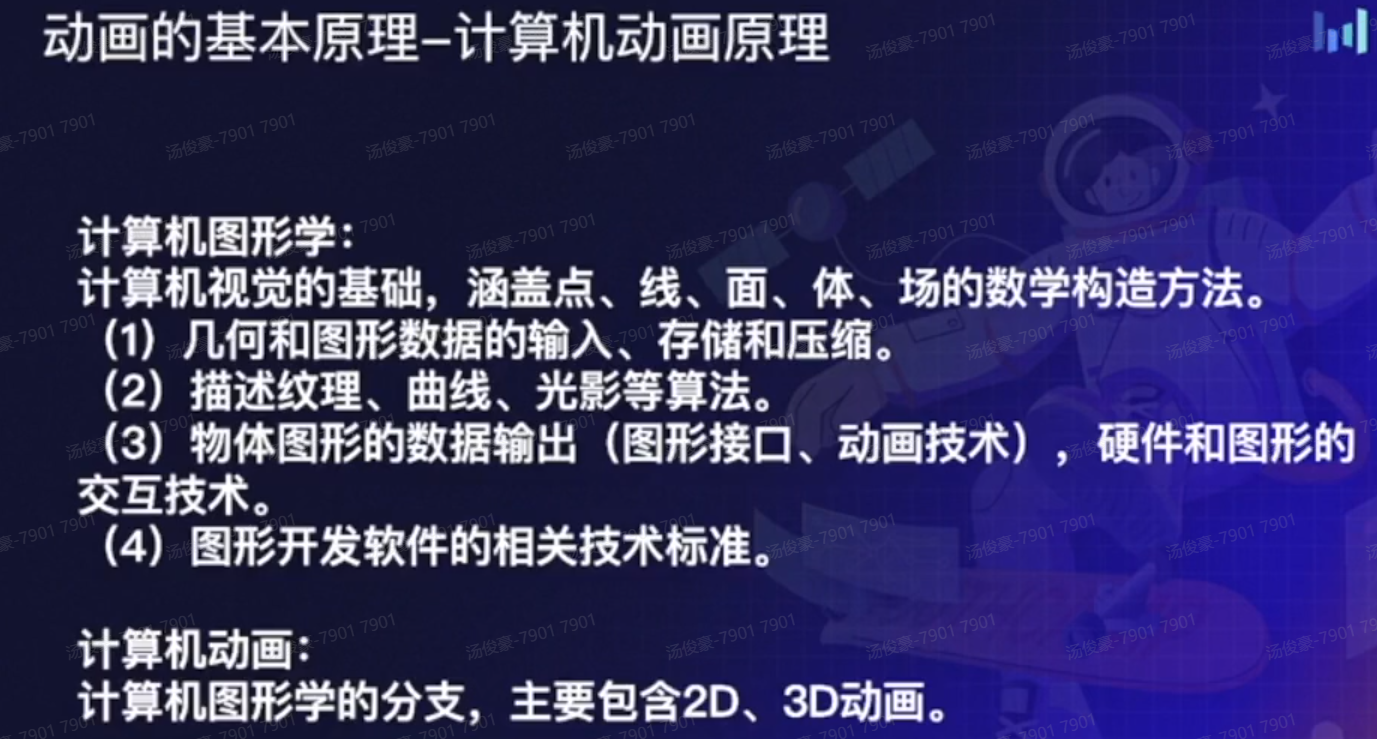 动画的基本原理–计算机动画原理
计算机图形学：
计算机视觉的基础，涵盖点、线、面、体、场的数学构造方法。
（1）几何和图形数据的输入、存储和压缩。
（2）描述纹理、曲线、光影等算法。
（3）物体图形的数据输出（图形接口、动画技术），硬件和图形的
交互技术。
（4）图形开发软件的相关技术标准。
计算机动画：
计算机图形学的分支，主要包含2D、3D动画。
汤俊豪-7901 7901